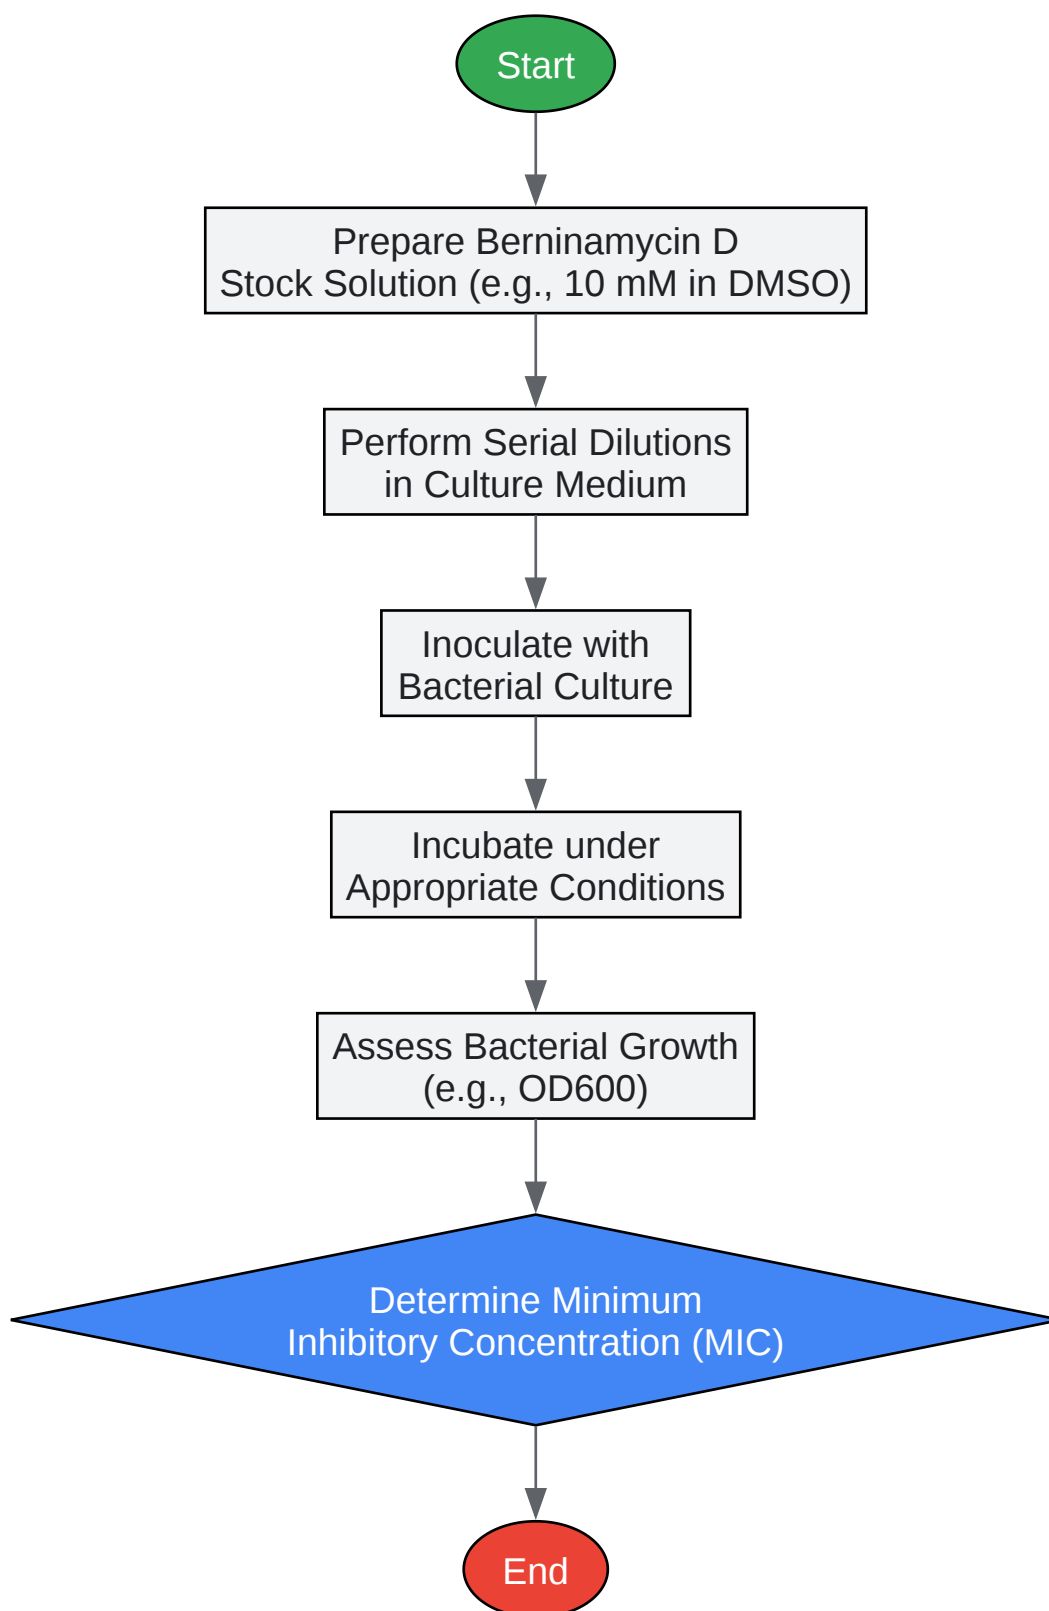 Start
Prepare Berninamycin D
Stock Solution (e.g., 10 mM in DMSO)
Perform Serial Dilutions
in Culture Medium
Inoculate with
Bacterial Culture
Incubate under
Appropriate Conditions
Assess Bacterial Growth
(e.g., OD600)
Determine Minimum
Inhibitory Concentration (MIC)
End